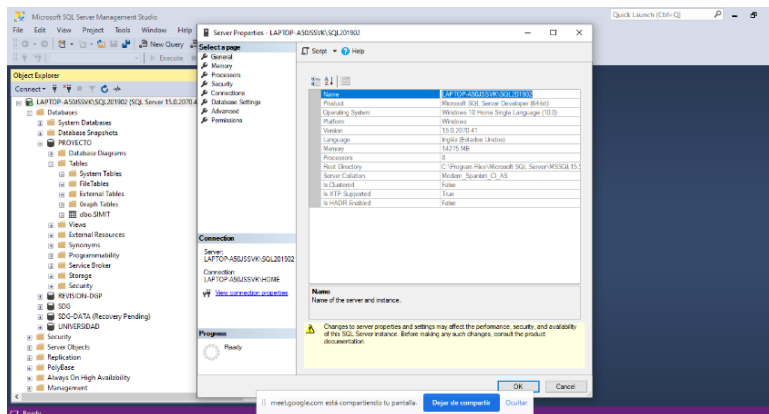 Microsoft SQL Server Management Studio
Quick Launch (Ctrl+Q)
File Edit View Project Tools Window Help
New Query
Execute
Object Explorer
Connect
LAPTOP-A50JSSVK\SQL201902 (SQL Server 15.0.2070.4
Databases
System Databases
Database Snapshots
PROYECTO
Database Diagrams
Tables
System Tables
FileTables
External Tables
Graph Tables
dbo.SIMIT
Views
External Resources
Synonyms
Programmability
Service Broker
Storage
Security
REVISION-DGP
SDG
SDG-DATA (Recovery Pending)
UNIVERSIDAD
Security
Server Objects
Replication
PolyBase
Always On High Availability
Management
Ready
Server Properties - LAPTOP-A50JSSVK\SQL201902
Select a page
General
Memory
Processors
Security
Connections
Database Settings
Advanced
Permissions
Connection
Server:
LAPTOP-A50JSSVK\SQL201902
Connection:
LAPTOP-A50JSSVK\HOME
View connection properties
Progress
Ready
Script Help
Name LAPTOP-A50JSSVK\SQL201902
Product Microsoft SQL Server Developer (64-bit)
Operating System Windows 10 Home Single Language (10.0)
Platform Windows
Version 15.0.2070.41
Language Inglés (Estados Unidos)
Memory 14275 MB
Processors 8
Root Directory C:\Program Files\Microsoft SQL Server\MSSQL15.S
Server Collation Modern_Spanish_CI_AS
Is Clustered False
Is XTP Supported True
Is HADR Enabled False
Name
Name of the server and instance.
Changes to server properties and settings may affect the performance, security, and availability
of this SQL Server instance. Before making any such changes, consult the product
documentation.
OK Cancel
meet.google.com está compartiendo tu pantalla. Dejar de compartir Ocultar